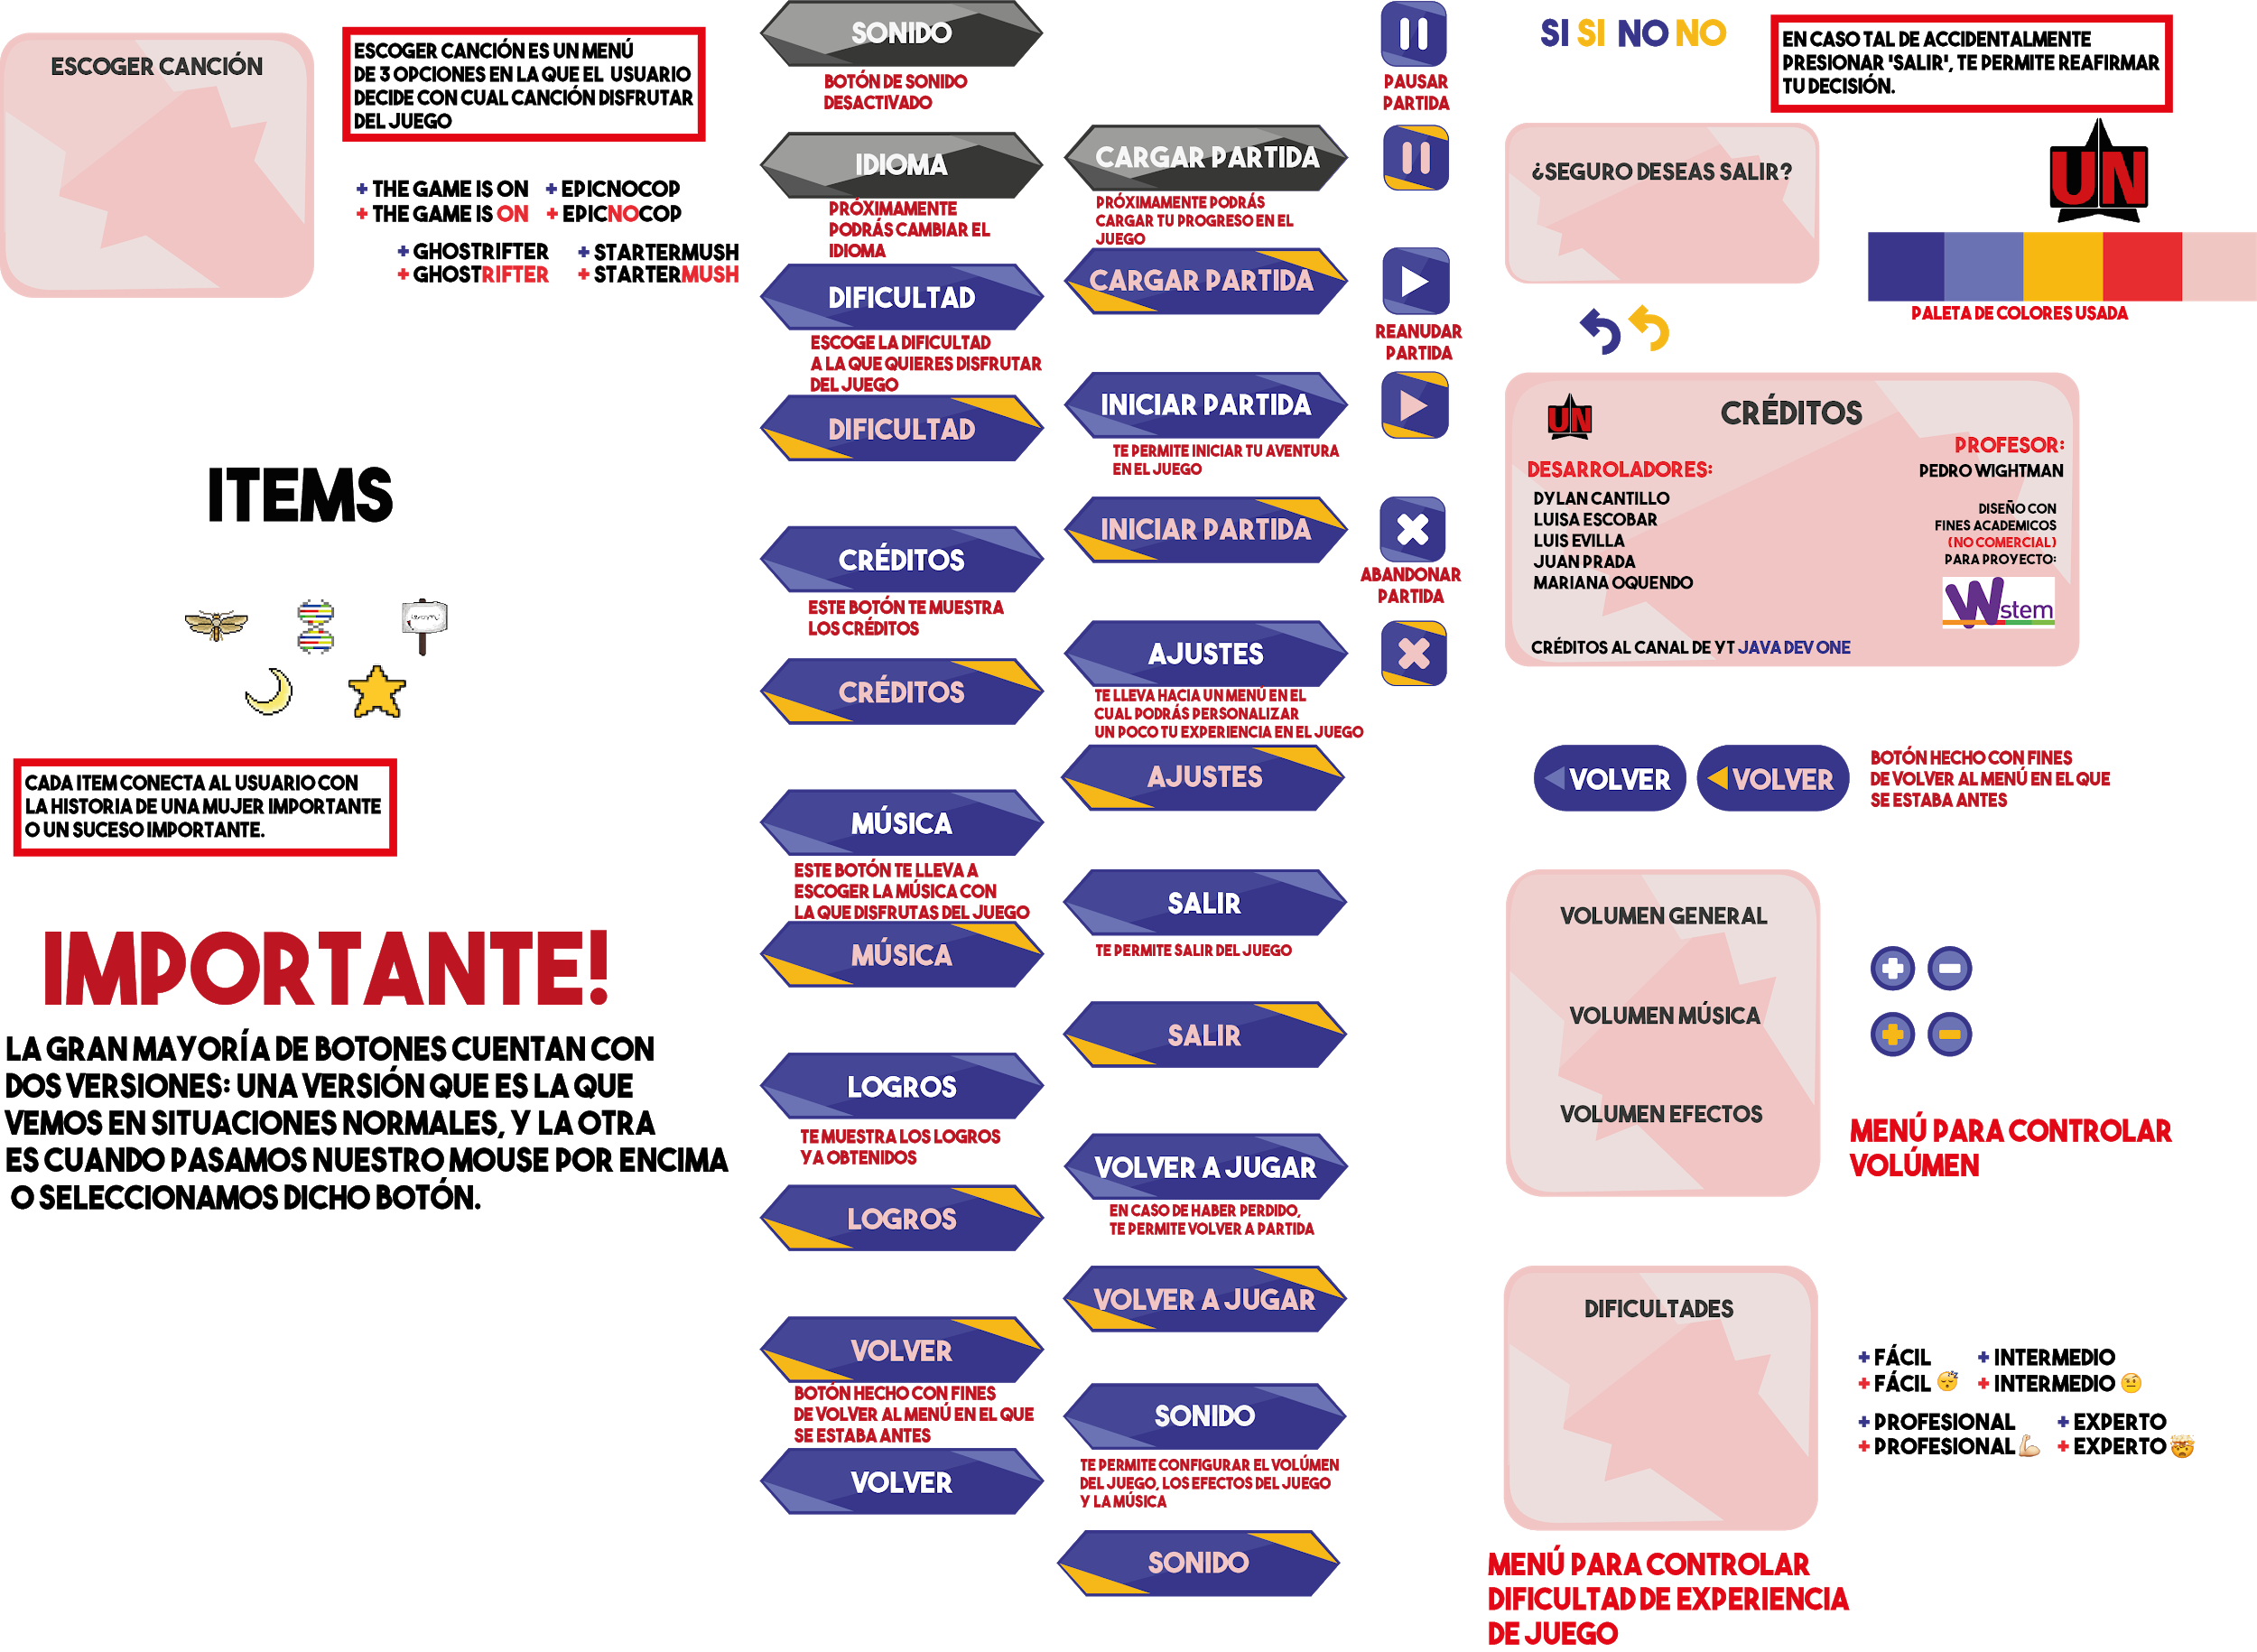 ESCOGER CANCIÓN
ESCOGER CANCIÓN ES UN MENÚ
DE 3 OPCIONES EN LA QUE EL USUARIO
DECIDE CON CUAL CANCIÓN DISFRUTAR
DEL JUEGO
+ THE GAME IS ON + EPICNOCOP
+ THE GAME IS ON + EPICNOCOP
+ GHOSTRIFTER + STARTERMUSH
+ GHOSTRIFTER + STARTERMUSH
ITEMS
CADA ITEM CONECTA AL USUARIO CON
LA HISTORIA DE UNA MUJER IMPORTANTE
O UN SUCESO IMPORTANTE.
IMPORTANTE!
LA GRAN MAYORÍA DE BOTONES CUENTAN CON
DOS VERSIONES: UNA VERSIÓN QUE ES LA QUE
VEMOS EN SITUACIONES NORMALES, Y LA OTRA
ES CUANDO PASAMOS NUESTRO MOUSE POR ENCIMA
O SELECCIONAMOS DICHO BOTÓN.
SONIDO
BOTÓN DE SONIDO
DESACTIVADO
IDIOMA
PRÓXIMAMENTE
PODRÁS CAMBIAR EL
IDIOMA
DIFICULTAD
ESCOGE LA DIFICULTAD
A LA QUE QUIERES DISFRUTAR
DEL JUEGO
DIFICULTAD
CRÉDITOS
ESTE BOTÓN TE MUESTRA
LOS CRÉDITOS
CRÉDITOS
MÚSICA
ESTE BOTÓN TE LLEVA A
ESCOGER LA MÚSICA CON
LA QUE DISFRUTAS DEL JUEGO
MÚSICA
LOGROS
TE MUESTRA LOS LOGROS
YA OBTENIDOS
LOGROS
VOLVER
BOTÓN HECHO CON FINES
DE VOLVER AL MENÚ EN EL QUE
SE ESTABA ANTES
VOLVER
CARGAR PARTIDA
PRÓXIMAMENTE PODRÁS
CARGAR TU PROGRESO EN EL
JUEGO
CARGAR PARTIDA
INICIAR PARTIDA
TE PERMITE INICIAR TU AVENTURA
EN EL JUEGO
INICIAR PARTIDA
AJUSTES
TE LLEVA HACIA UN MENÚ EN EL
CUAL PODRÁS PERSONALIZAR
UN POCO TU EXPERIENCIA EN EL JUEGO
AJUSTES
SALIR
TE PERMITE SALIR DEL JUEGO
SALIR
VOLVER A JUGAR
EN CASO DE HABER PERDIDO,
TE PERMITE VOLVER A PARTIDA
VOLVER A JUGAR
SONIDO
TE PERMITE CONFIGURAR EL VOLÚMEN
DEL JUEGO, LOS EFECTOS DEL JUEGO
Y LA MÚSICA
SONIDO
PAUSAR
PARTIDA
REANUDAR
PARTIDA
ABANDONAR
PARTIDA
SI SI NO NO
EN CASO TAL DE ACCIDENTALMENTE
PRESIONAR 'SALIR', TE PERMITE REAFIRMAR
TU DECISIÓN.
¿SEGURO DESEAS SALIR?
UN
PALETA DE COLORES USADA
UN
CRÉDITOS
PROFESOR:
PEDRO WIGHTMAN
DESARROLADORES:
DYLAN CANTILLO
LUISA ESCOBAR
LUIS EVILLA
JUAN PRADA
MARIANA OQUENDO
DISEÑO CON
FINES ACADEMICOS
(NO COMERCIAL)
PARA PROYECTO:
Wstem
CRÉDITOS AL CANAL DE YT JAVA DEV ONE
VOLVER VOLVER
BOTÓN HECHO CON FINES
DE VOLVER AL MENÚ EN EL QUE
SE ESTABA ANTES
VOLUMEN GENERAL
VOLUMEN MÚSICA
VOLUMEN EFECTOS
MENÚ PARA CONTROLAR
VOLÚMEN
DIFICULTADES
+ FÁCIL + INTERMEDIO
+ FÁCIL 😴 + INTERMEDIO 🤨
+ PROFESIONAL + EXPERTO
+ PROFESIONAL 💪 + EXPERTO 🤯
MENÚ PARA CONTROLAR
DIFICULTAD DE EXPERIENCIA
DE JUEGO